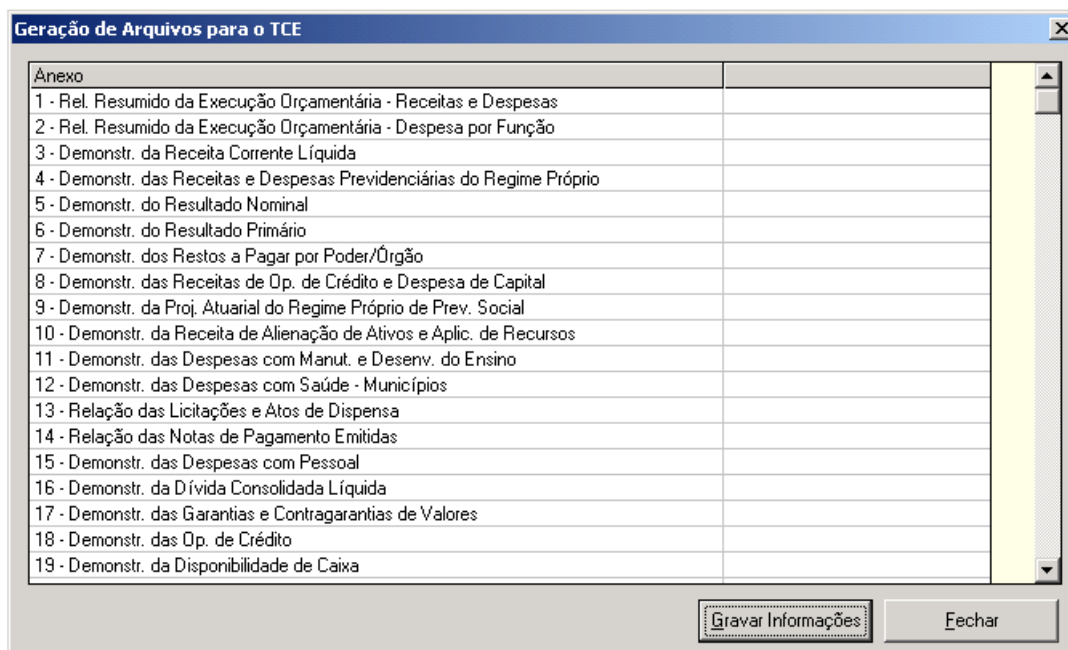 Geração de Arquivos para o TCE
Anexo
1 - Rel. Resumido da Execução Orçamentária - Receitas e Despesas
2 - Rel. Resumido da Execução Orçamentária - Despesa por Função
3 - Demonstr. da Receita Corrente Líquida
4 - Demonstr. das Receitas e Despesas Previdenciárias do Regime Próprio
5 - Demonstr. do Resultado Nominal
6 - Demonstr. do Resultado Primário
7 - Demonstr. dos Restos a Pagar por Poder/Órgão
8 - Demonstr. das Receitas de Op. de Crédito e Despesa de Capital
9 - Demonstr. da Proj. Atuarial do Regime Próprio de Prev. Social
10 - Demonstr. da Receita de Alienação de Ativos e Aplic. de Recursos
11 - Demonstr. das Despesas com Manut. e Desenv. do Ensino
12 - Demonstr. das Despesas com Saúde - Municípios
13 - Relação das Licitações e Atos de Dispensa
14 - Relação das Notas de Pagamento Emitidas
15 - Demonstr. das Despesas com Pessoal
16 - Demonstr. da Dívida Consolidada Líquida
17 - Demonstr. das Garantias e Contragarantias de Valores
18 - Demonstr. das Op. de Crédito
19 - Demonstr. da Disponibilidade de Caixa
Gravar Informações Fechar